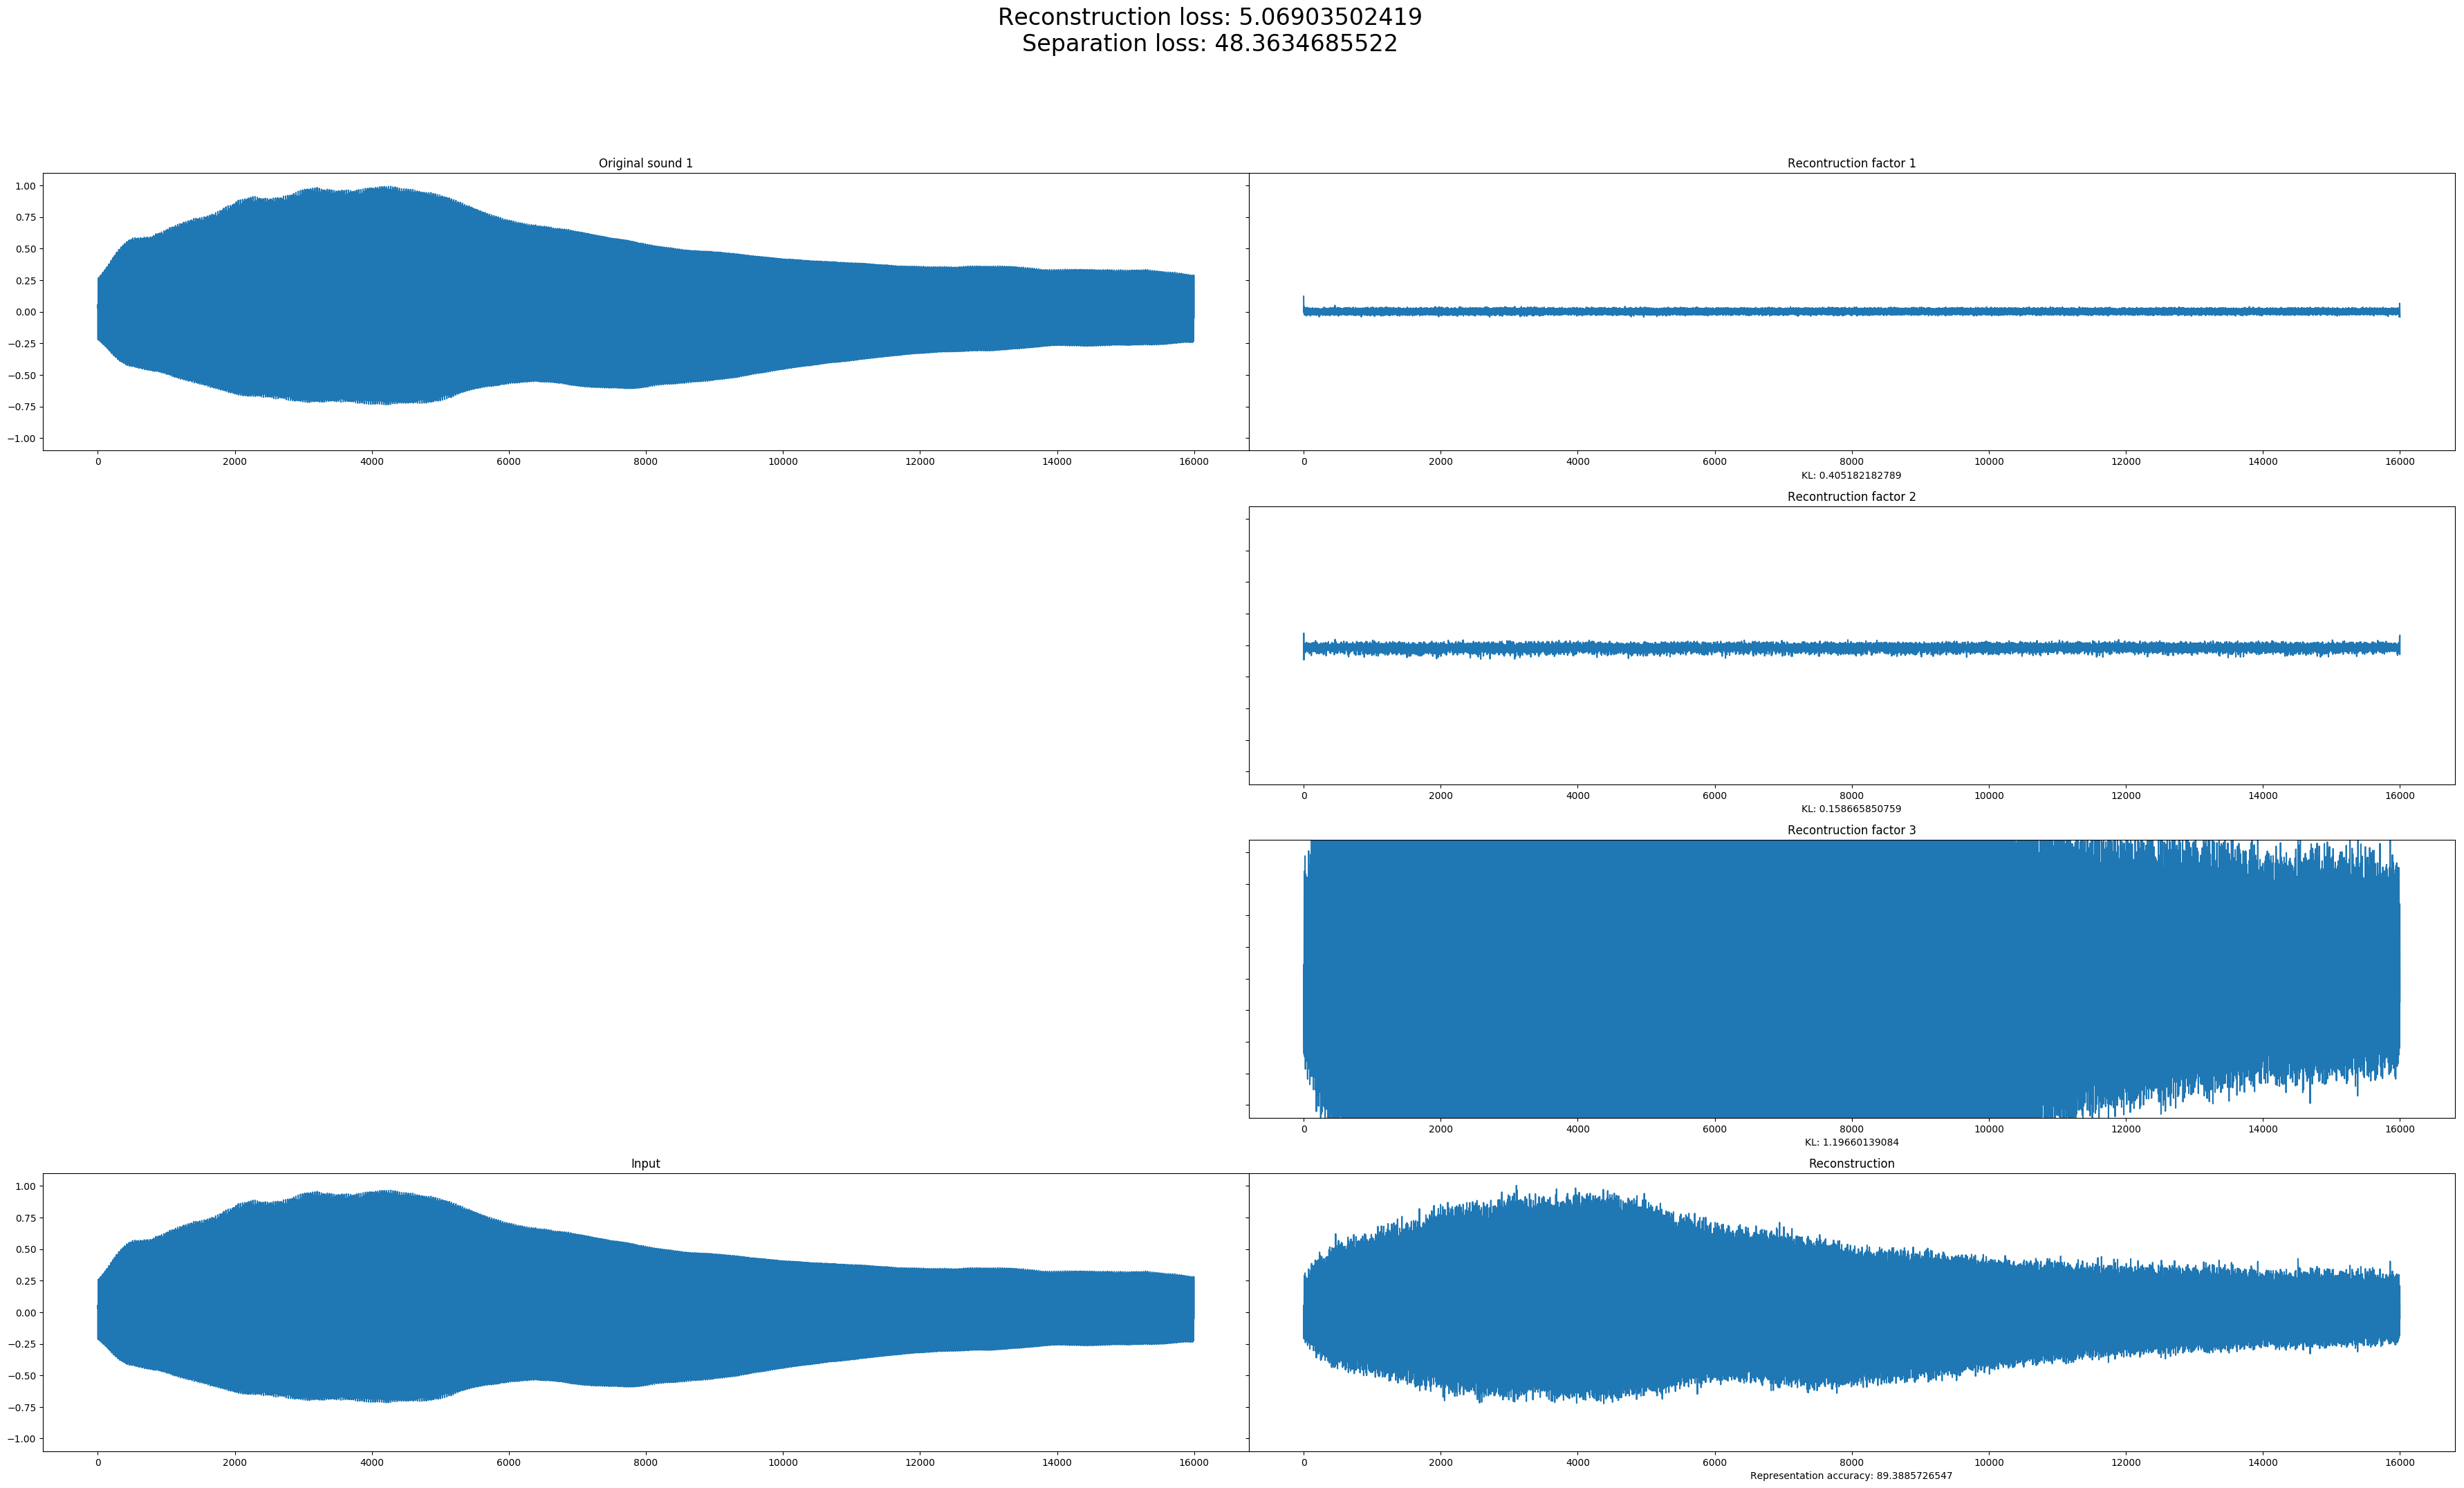 Reconstruction loss: 5.06903502419
Separation loss: 48.3634685522
Original sound 1
1.00
0.75
0.50
0.25
0.00
−0.25
−0.50
−0.75
−1.00
0 2000 4000 6000 8000 10000 12000 14000 16000
Recontruction factor 1
0 2000 4000 6000 8000 10000 12000 14000 16000
KL: 0.405182182789
Recontruction factor 2
0 2000 4000 6000 8000 10000 12000 14000 16000
KL: 0.158665850759
Recontruction factor 3
0 2000 4000 6000 8000 10000 12000 14000 16000
KL: 1.19660139084
Input
1.00
0.75
0.50
0.25
0.00
−0.25
−0.50
−0.75
−1.00
0 2000 4000 6000 8000 10000 12000 14000 16000
Reconstruction
0 2000 4000 6000 8000 10000 12000 14000 16000
Representation accuracy: 89.3885726547